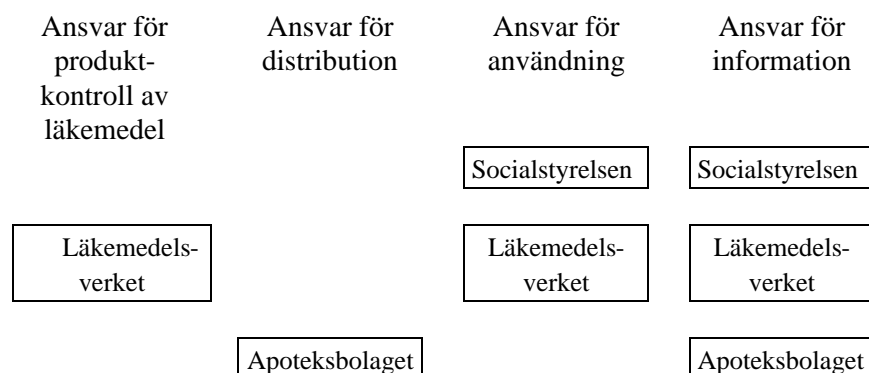 Ansvar för
produkt-
kontroll av
läkemedel
Ansvar för
distribution
Ansvar för
användning
Ansvar för
information
Socialstyrelsen
Socialstyrelsen
Läkemedels-
verket
Läkemedels-
verket
Läkemedels-
verket
Apoteksbolaget
Apoteksbolaget